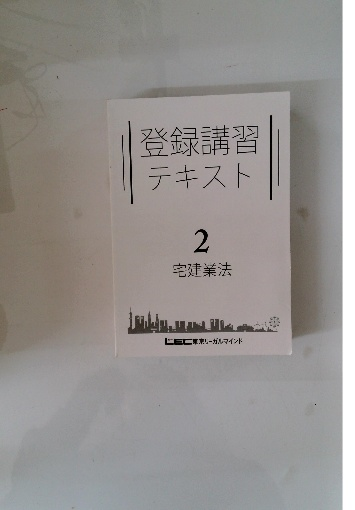 登録講習
テキスト
2
宅建業法
LEC東京リーガルマインド